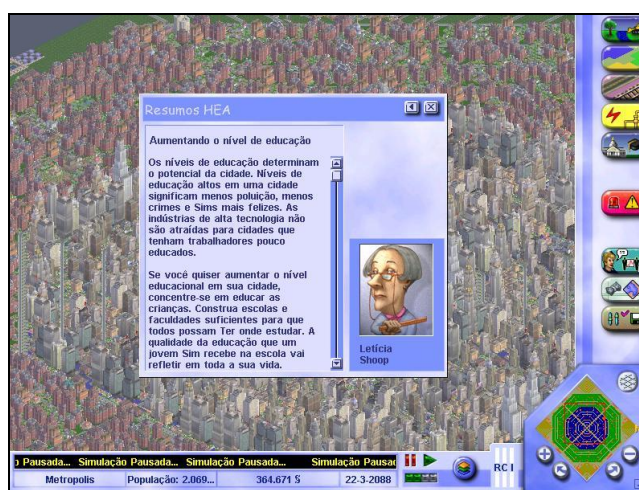 Resumos HEA
Aumentando o nível de educação
Os níveis de educação determinam
o potencial da cidade. Níveis de
educação altos em uma cidade
significam menos poluição, menos
crimes e Sims mais felizes. As
indústrias de alta tecnologia não
são atraídas para cidades que
tenham trabalhadores pouco
educados.
Se você quiser aumentar o nível
educacional em sua cidade,
concentre-se em educar as
crianças. Construa escolas e
faculdades suficientes para que
todos possam Ter onde estudar. A
qualidade da educação que um
jovem Sim recebe na escola vai
refletir em toda a sua vida.
Letícia
Shoop
o Pausada... Simulação Pausada... Simulação Pausada... Simulação Pausad
RC I
Metropolis População: 2.069... 364.671 § 22-3-2088